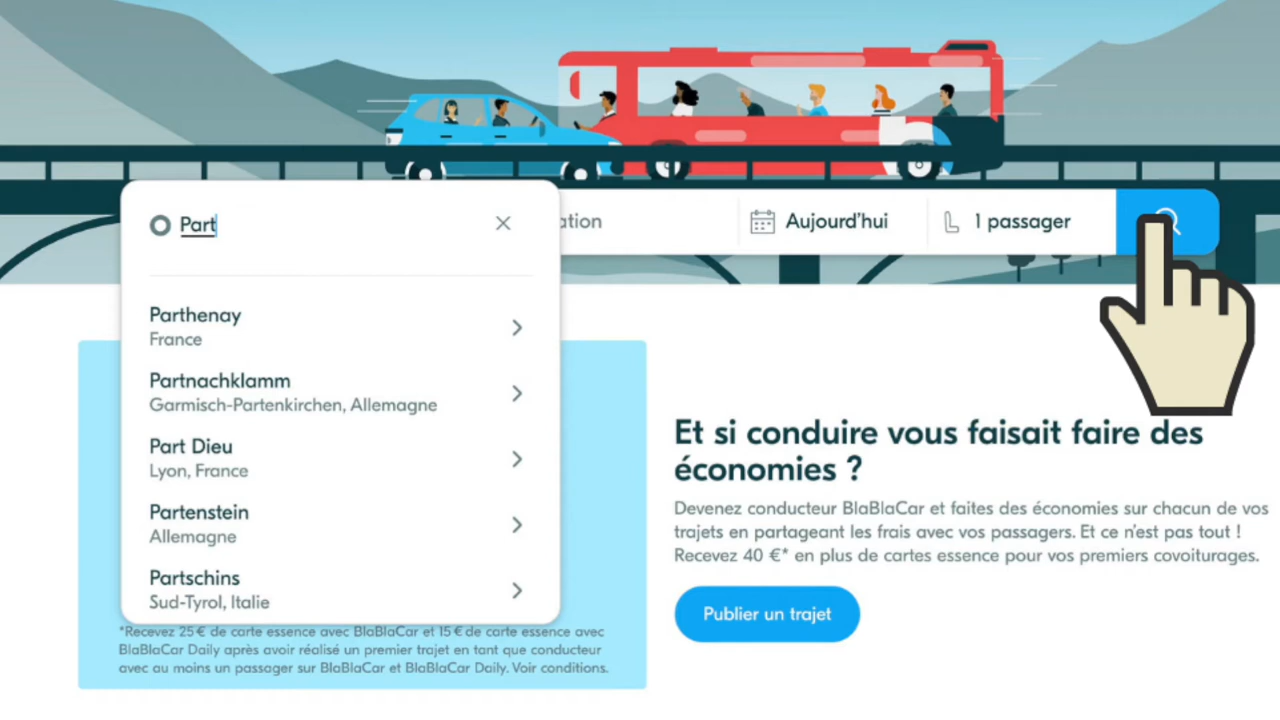 Part
ation
Aujourd'hui
1 passager
Parthenay
France
Partnachklamm
Garmisch-Partenkirchen, Allemagne
Part Dieu
Lyon, France
Partenstein
Allemagne
Partschins
Sud-Tyrol, Italie
*Recevez 25 € de carte essence avec BlaBlaCar et 15 € de carte essence avec
BlaBlaCar Daily après avoir réalisé un premier trajet en tant que conducteur
avec au moins un passager sur BlaBlaCar et BlaBlaCar Daily. Voir conditions.
Et si conduire vous faisait faire des
économies ?
Devenez conducteur BlaBlaCar et faites des économies sur chacun de vos
trajets en partageant les frais avec vos passagers. Et ce n'est pas tout !
Recevez 40 €* en plus de cartes essence pour vos premiers covoiturages.
Publier un trajet